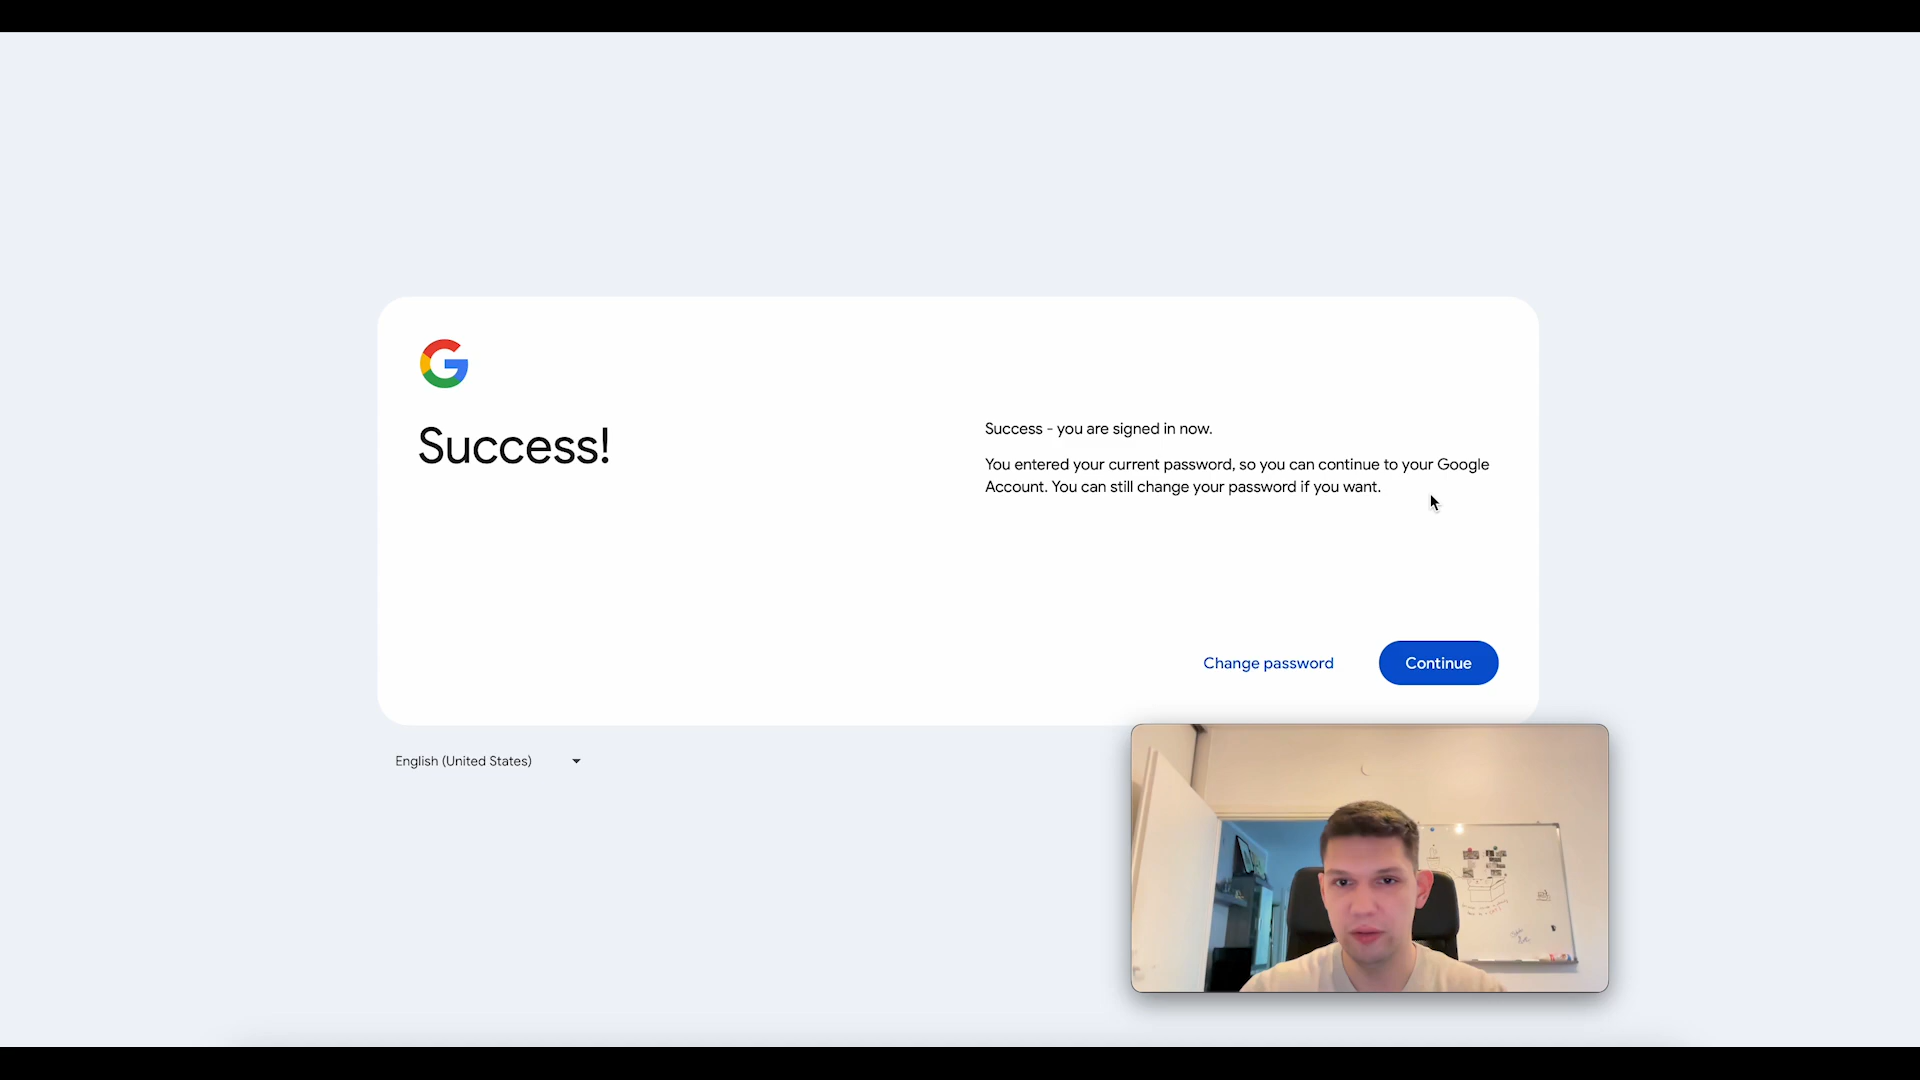 Success!
Success - you are signed in now.
You entered your current password, so you can continue to your Google
Account. You can still change your password if you want.
Change password
Continue
English (United States)